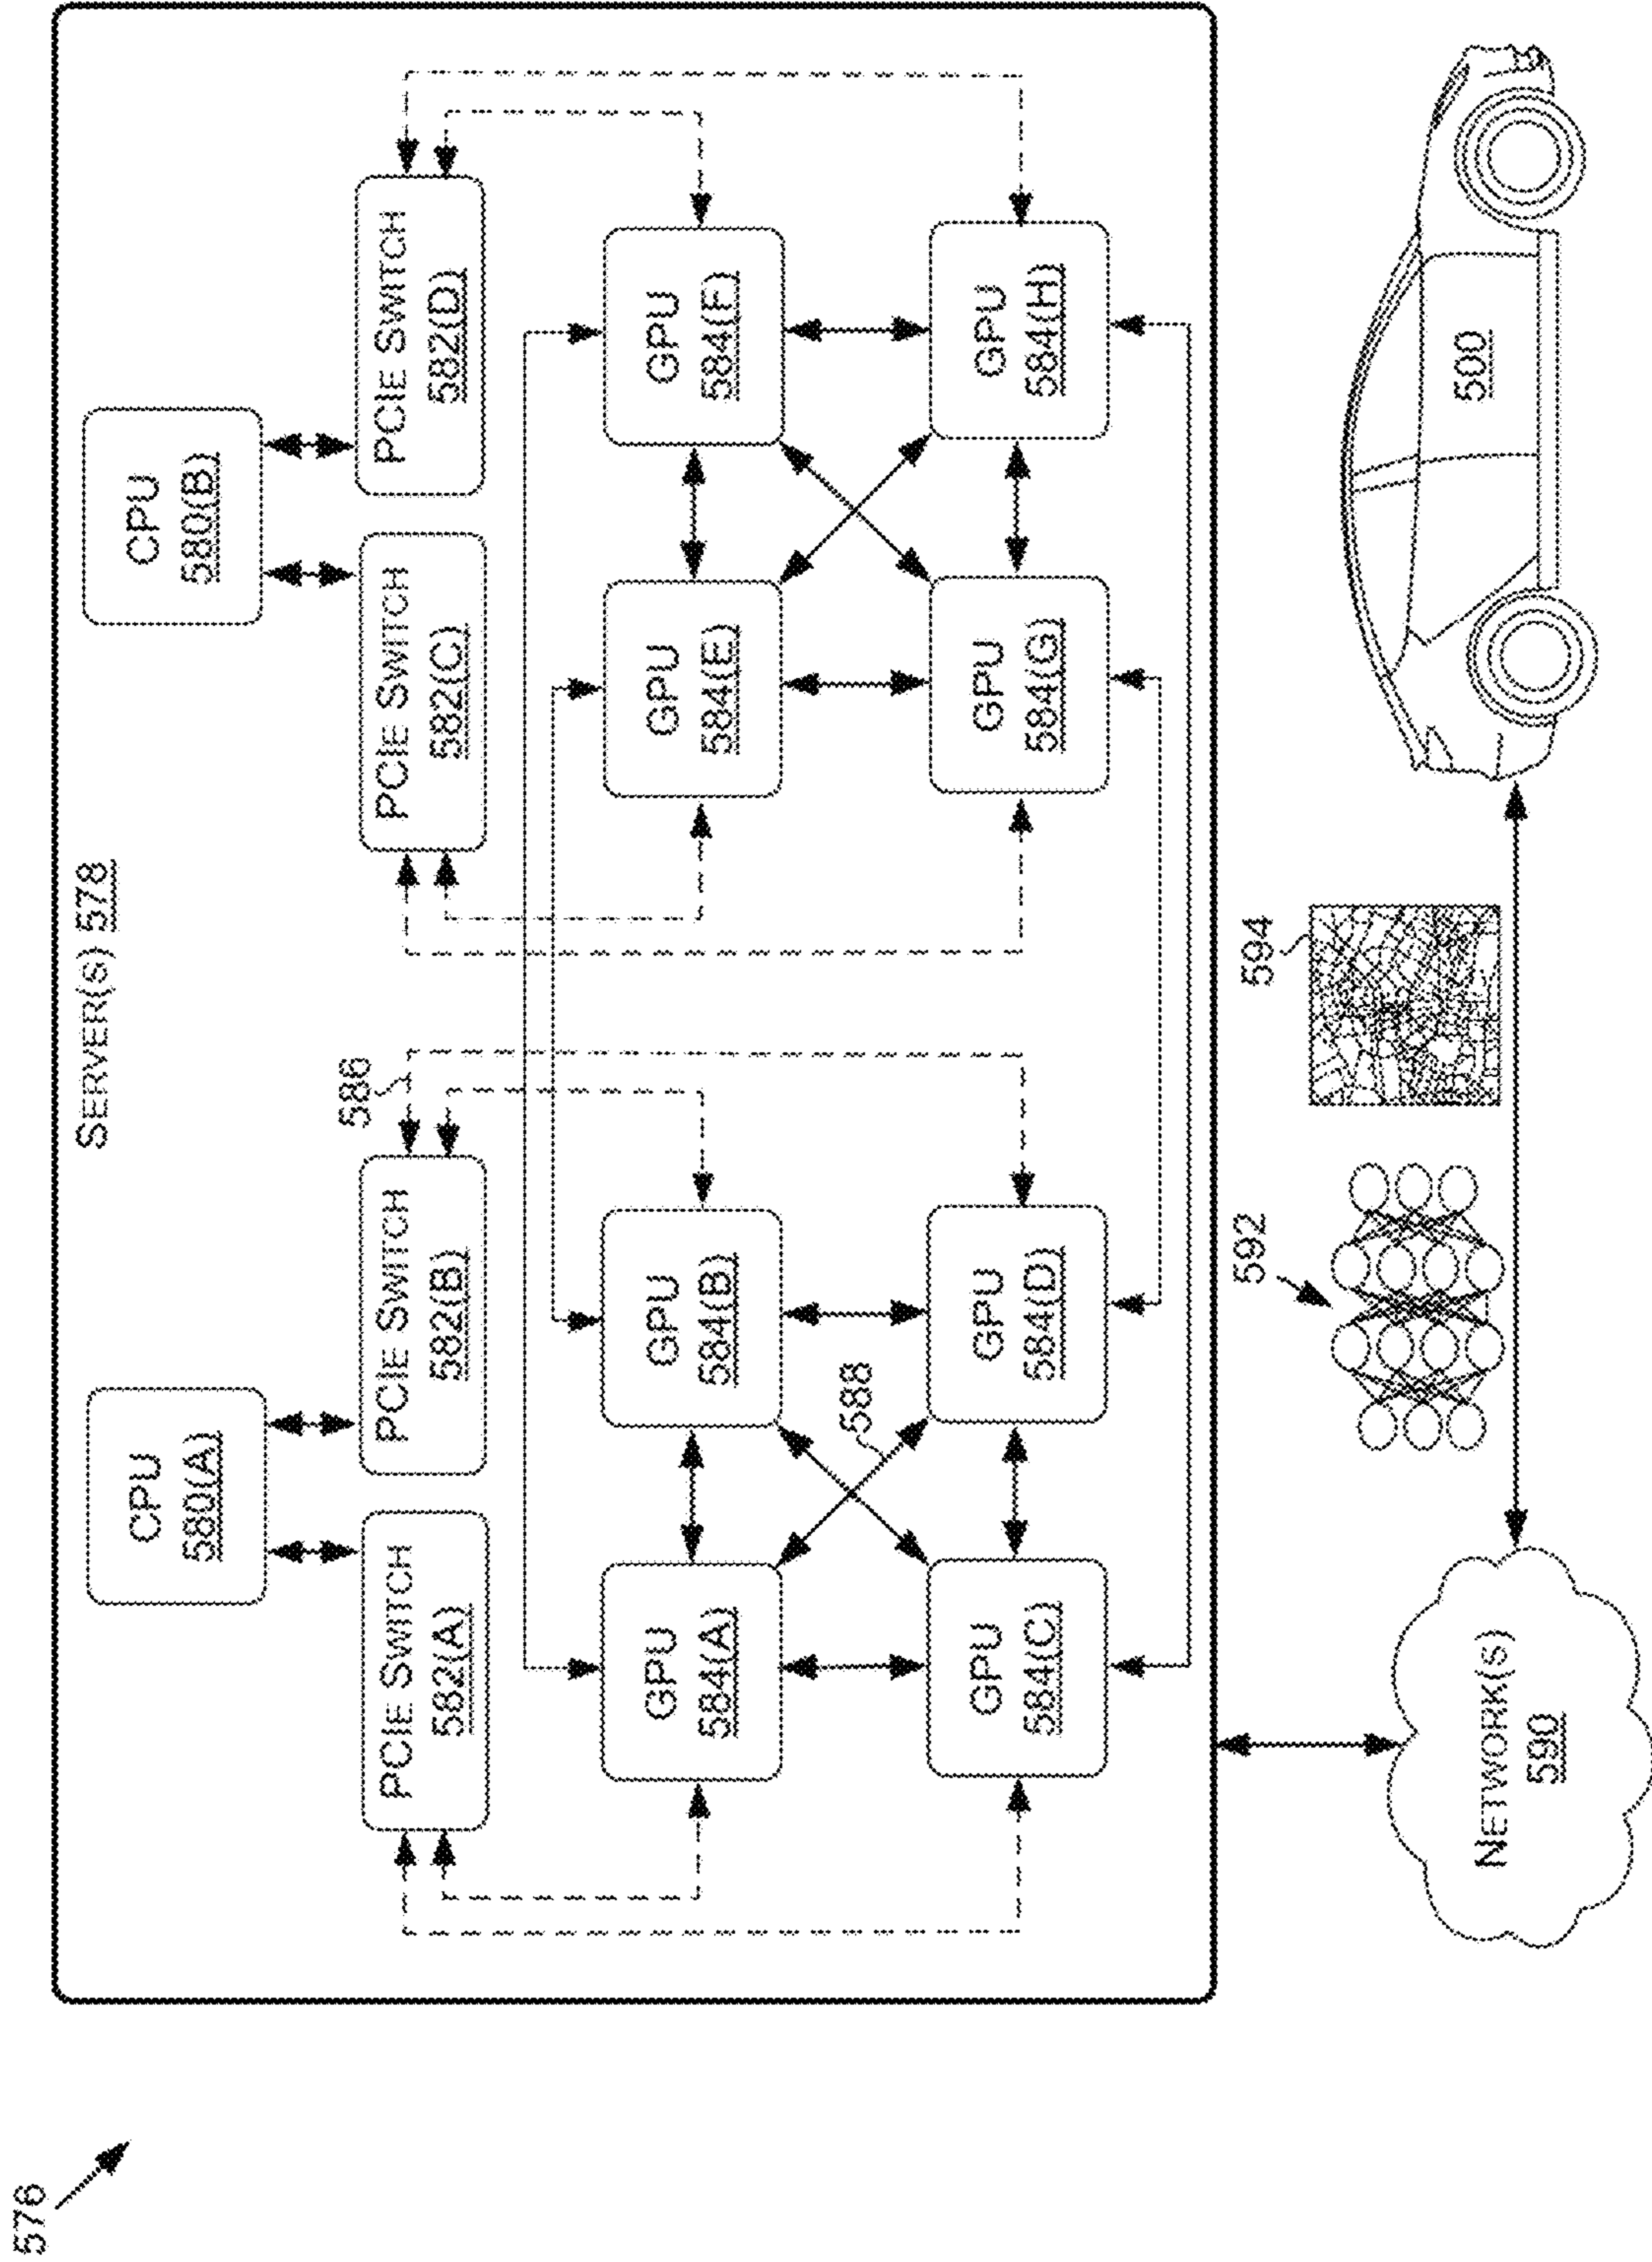 576
SERVER(S) 578
CPU
580(A)
CPU
580(B)
586
PCIE SWITCH
582(A)
PCIE SWITCH
582(B)
PCIE SWITCH
582(C)
PCIE SWITCH
582(D)
GPU
584(A)
GPU
584(B)
GPU
584(E)
GPU
584(F)
588
GPU
584(C)
GPU
584(D)
GPU
584(G)
GPU
584(H)
592
594
NETWORK(S)
590
500